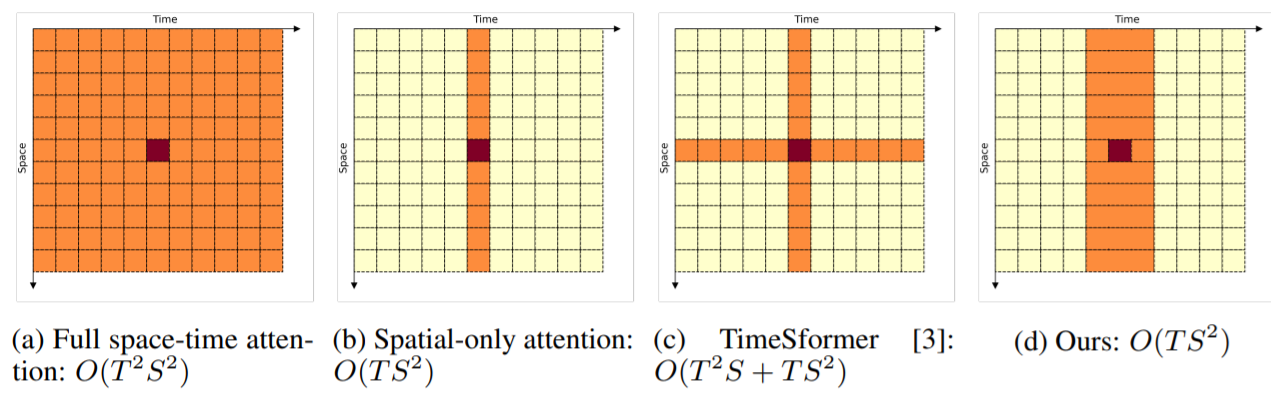 Time
Space
Time
Space
Time
Space
Time
Space
(a) Full space-time atten-
tion: O(T²S²)
(b) Spatial-only attention:
O(TS²)
(c) TimeSformer [3]:
O(T²S + TS²)
(d) Ours: O(TS²)